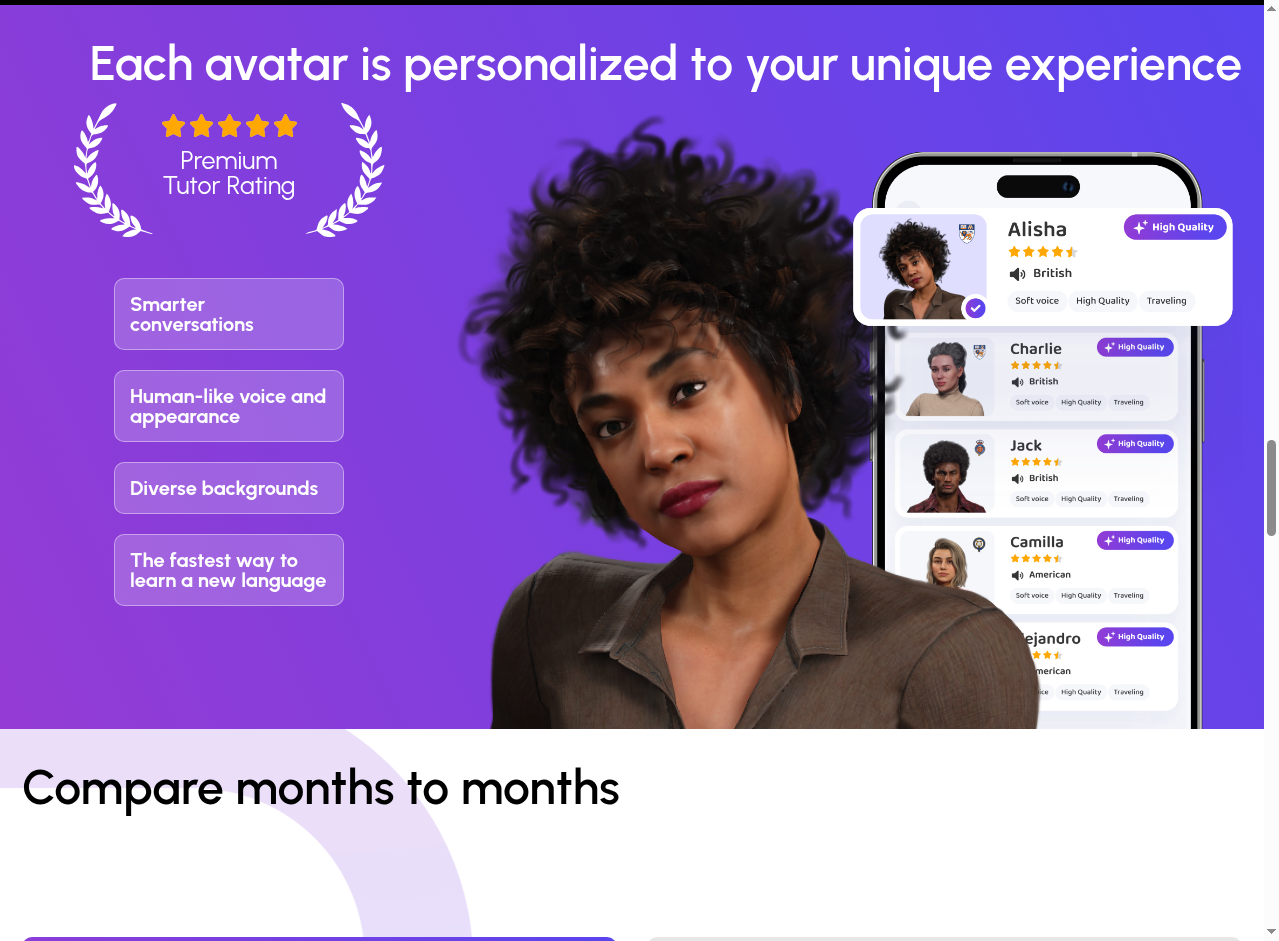 Each avatar is personalized to your unique experience
Premium
Tutor Rating
Smarter
conversations
Human-like voice and
appearance
Diverse backgrounds
The fastest way to
learn a new language
Alisha
High Quality
British
Soft voice
High Quality
Traveling
Charlie
High Quality
British
Soft voice
High Quality
Traveling
Jack
High Quality
British
Soft voice
High Quality
Traveling
Camilla
High Quality
American
Soft voice
High Quality
Traveling
ejandro
High Quality
merican
ice
High Quality
Traveling
Compare months to months